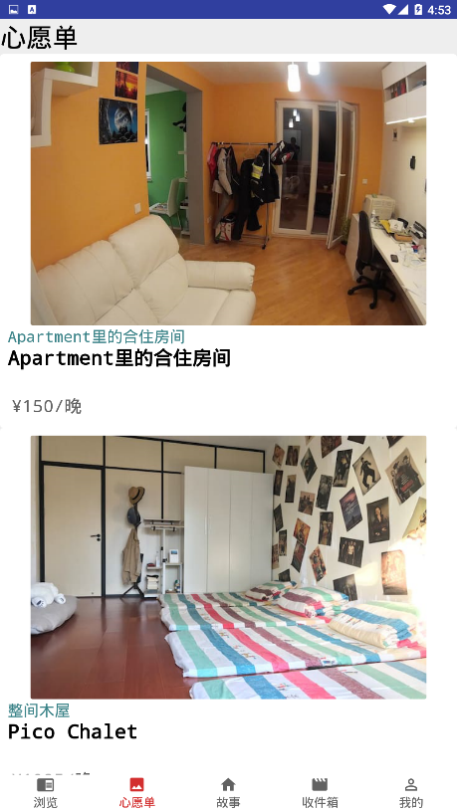 4:53
心愿单
Apartment里的合住房间
Apartment里的合住房间
¥150/晚
整间木屋
Pico Chalet
浏览
心愿单
故事
收件箱
我的